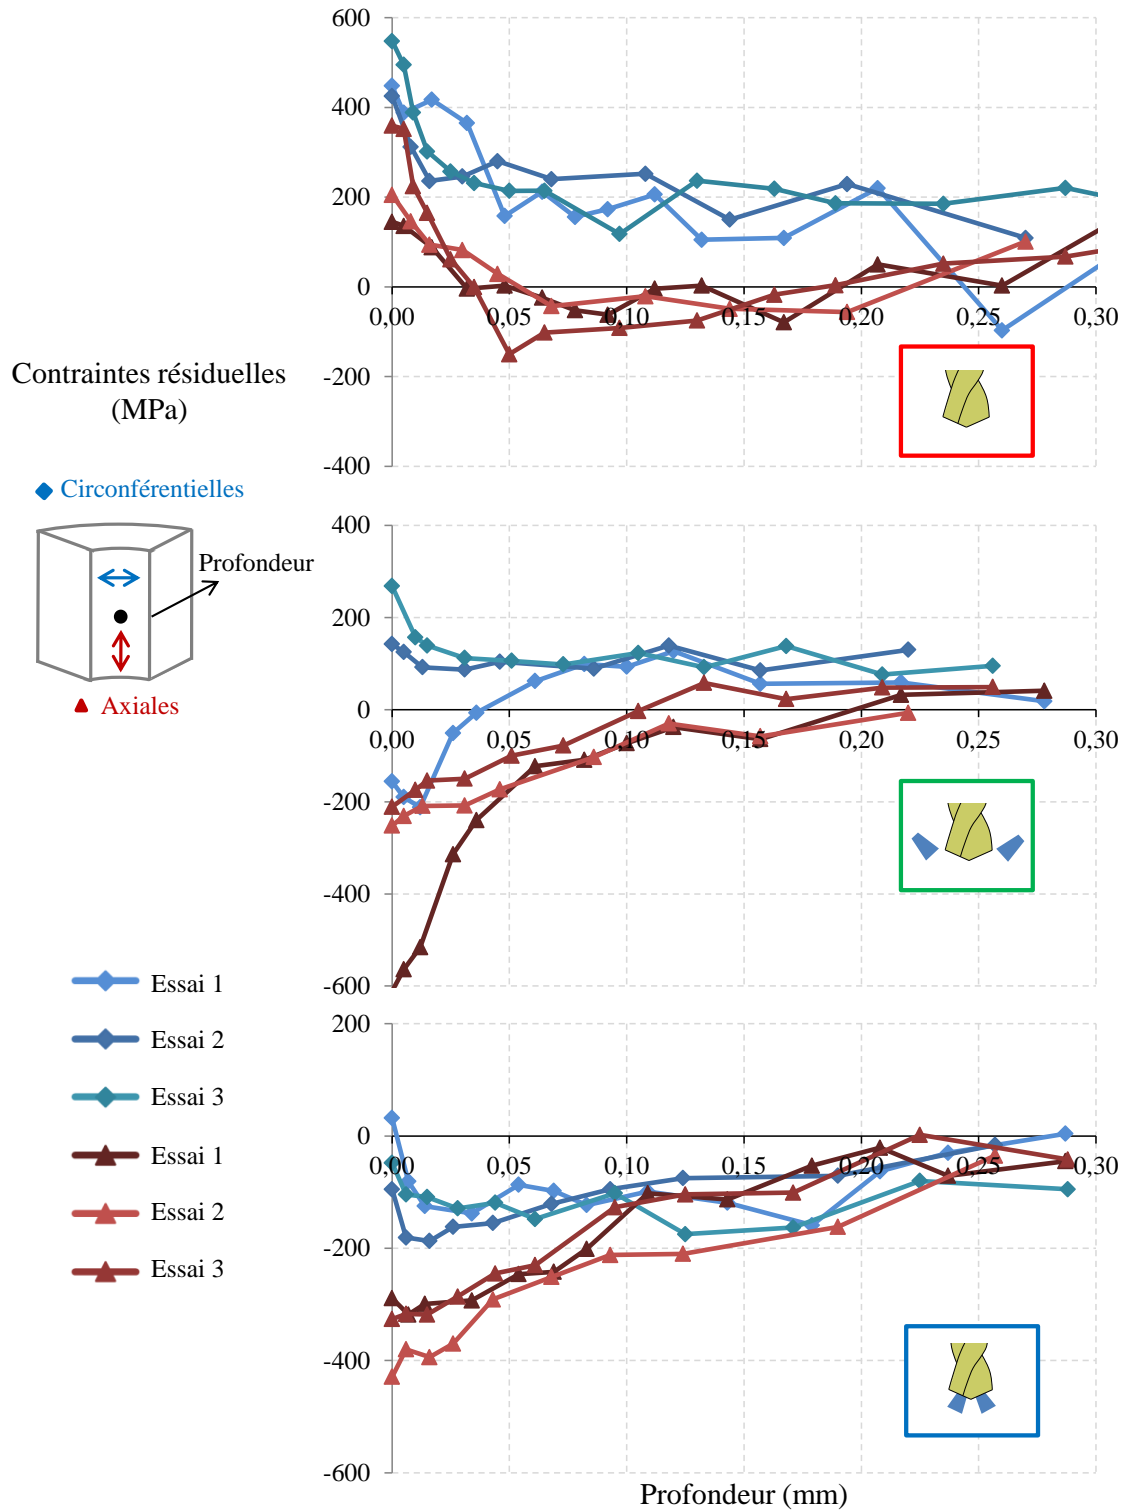 600
400
200
0
0,00 0,05 0,10 0,15 0,20 0,25 0,30
-200
-400
Contraintes résiduelles
(MPa)
Circonférentielles
Profondeur
Axiales
400
200
0
0,00 0,05 0,10 0,15 0,20 0,25 0,30
-200
-400
-600
Essai 1
Essai 2
Essai 3
Essai 1
Essai 2
Essai 3
200
0
0,00 0,05 0,10 0,15 0,20 0,25 0,30
-200
-400
-600
Profondeur (mm)